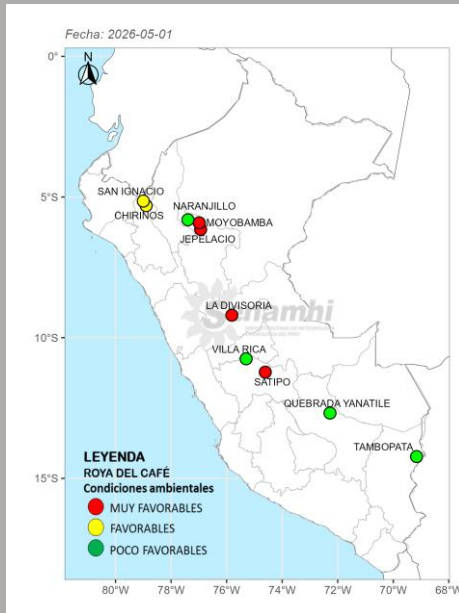 Fecha: 2026-05-01
N
0°
SAN IGNACIO
CHIRINOS
NARANJILLO
MOYOBAMBA
JEPELACIO
5°S
LA DIVISORIA
Senamhi
10°S
VILLA RICA
SATIPO
QUEBRADA YANATILE
TAMBOPATA
15°S
LEYENDA
ROYA DEL CAFÉ
Condiciones ambientales
MUY FAVORABLES
FAVORABLES
POCO FAVORABLES
80°W 78°W 76°W 74°W 72°W 70°W 68°W